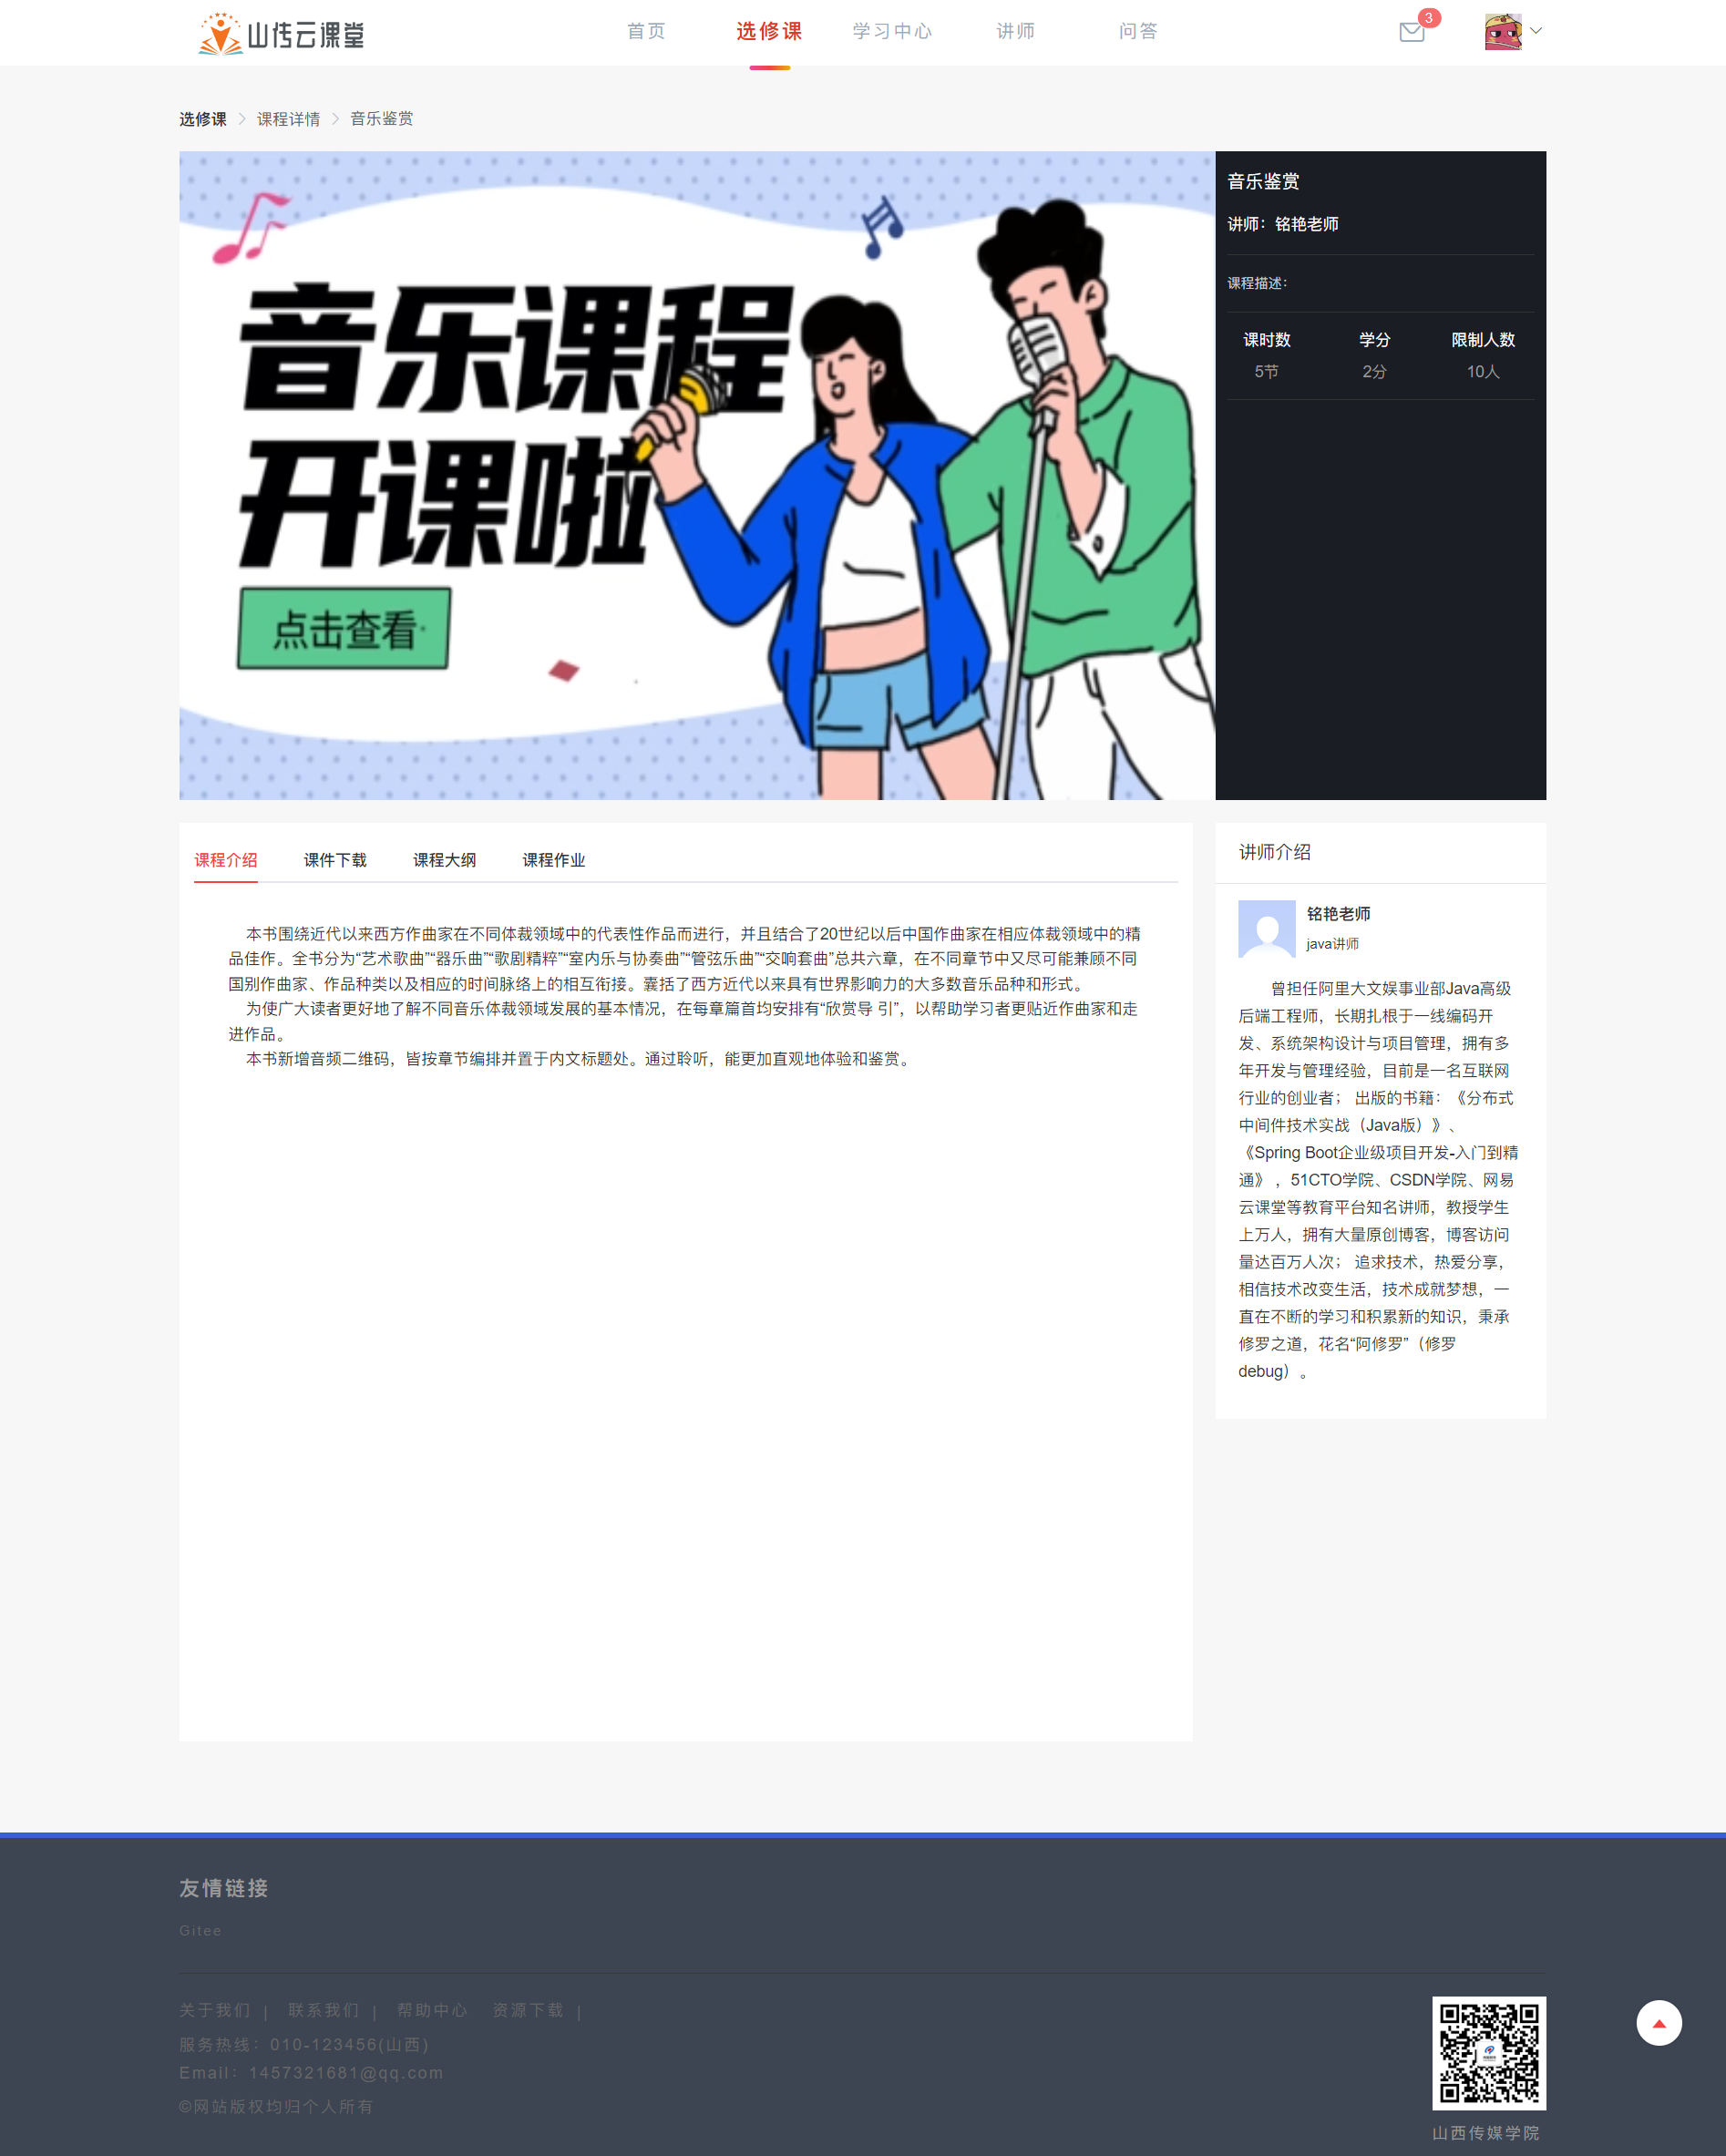 山传云课堂
首页
选修课
学习中心
讲师
问答
3
选修课 > 课程详情 > 音乐鉴赏
音乐课程
开课啦
点击查看
音乐鉴赏
讲师：铭艳老师
课程描述：
课时数 学分 限制人数
5节 2分 10人
课程介绍 课件下载 课程大纲 课程作业
本书围绕近代以来西方作曲家在不同体裁领域中的代表性作品而进行，并且结合了20世纪以后中国作曲家在相应体裁领域中的精
品佳作。全书分为“艺术歌曲”“器乐曲”“歌剧精粹”“室内乐与协奏曲”“管弦乐曲”“交响套曲”总共六章，在不同章节中又尽可能兼顾不同
国别作曲家、作品种类以及相应的时间脉络上的相互衔接。囊括了西方近代以来具有世界影响力的大多数音乐品种和形式。
为使广大读者更好地了解不同音乐体裁领域发展的基本情况，在每章篇首均安排有“欣赏导 引”，以帮助学习者更贴近作曲家和走
进作品。
本书新增音频二维码，皆按章节编排并置于内文标题处。通过聆听，能更加直观地体验和鉴赏。
讲师介绍
铭艳老师
java讲师
曾担任阿里大文娱事业部Java高级
后端工程师，长期扎根于一线编码开
发、系统架构设计与项目管理，拥有多
年开发与管理经验，目前是一名互联网
行业的创业者； 出版的书籍：《分布式
中间件技术实战（Java版）》、
《Spring Boot企业级项目开发-入门到精
通》 ，51CTO学院、CSDN学院、网易
云课堂等教育平台知名讲师，教授学生
上万人，拥有大量原创博客，博客访问
量达百万人次； 追求技术，热爱分享，
相信技术改变生活，技术成就梦想，一
直在不断的学习和积累新的知识，秉承
修罗之道，花名“阿修罗”（修罗
debug）。
友情链接
Gitee
关于我们 | 联系我们 | 帮助中心 资源下载 |
服务热线：010-123456(山西)
Email：1457321681@qq.com
©网站版权均归个人所有
山西传媒学院